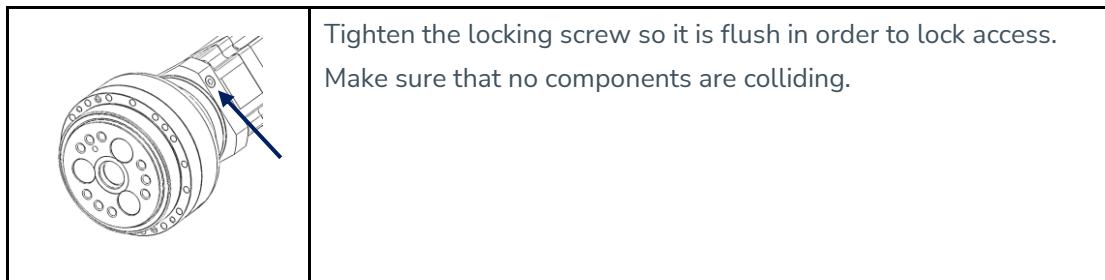 Tighten the locking screw so it is flush in order to lock access.
Make sure that no components are colliding.